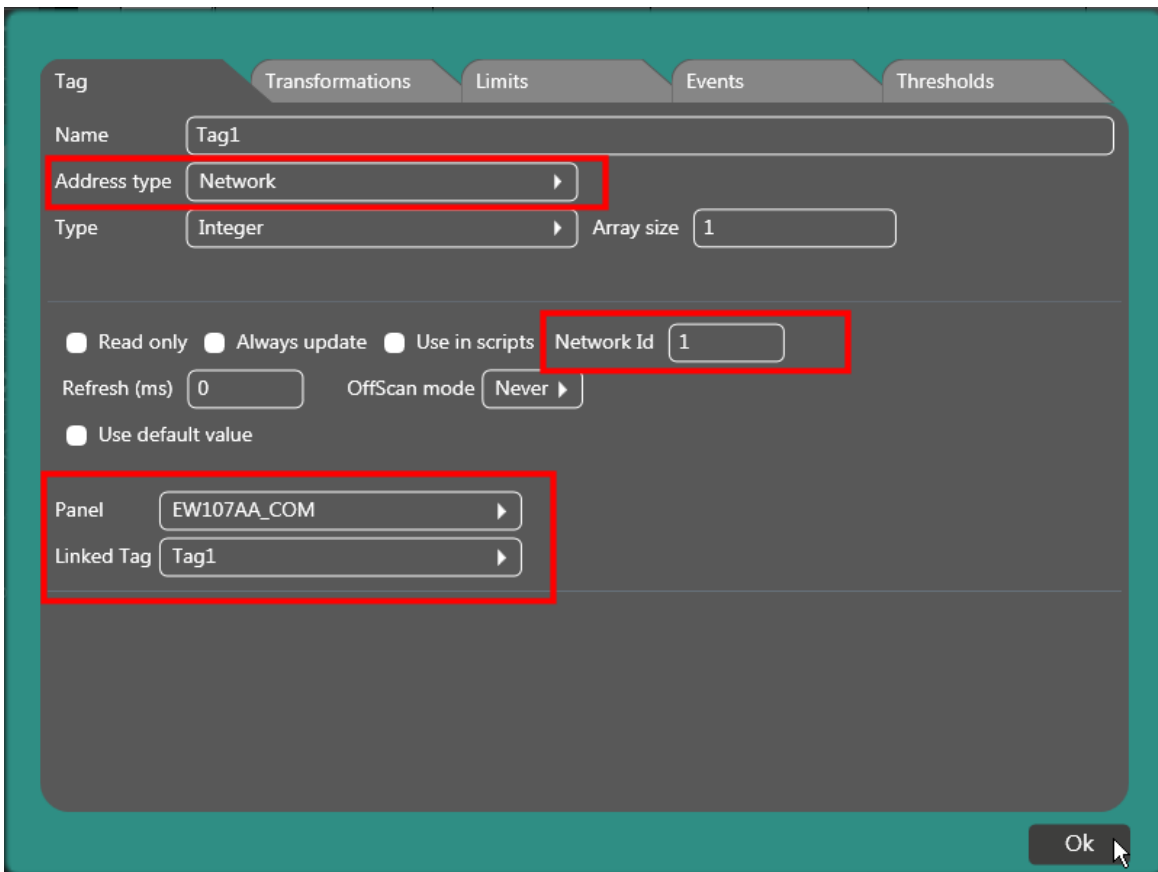 Tag Transformations Limits Events Thresholds
Name Tag1
Address type Network
Type Integer Array size 1
Read only Always update Use in scripts Network Id 1
Refresh (ms) 0 OffScan mode Never
Use default value
Panel EW107AA_COM
Linked Tag Tag1
Ok